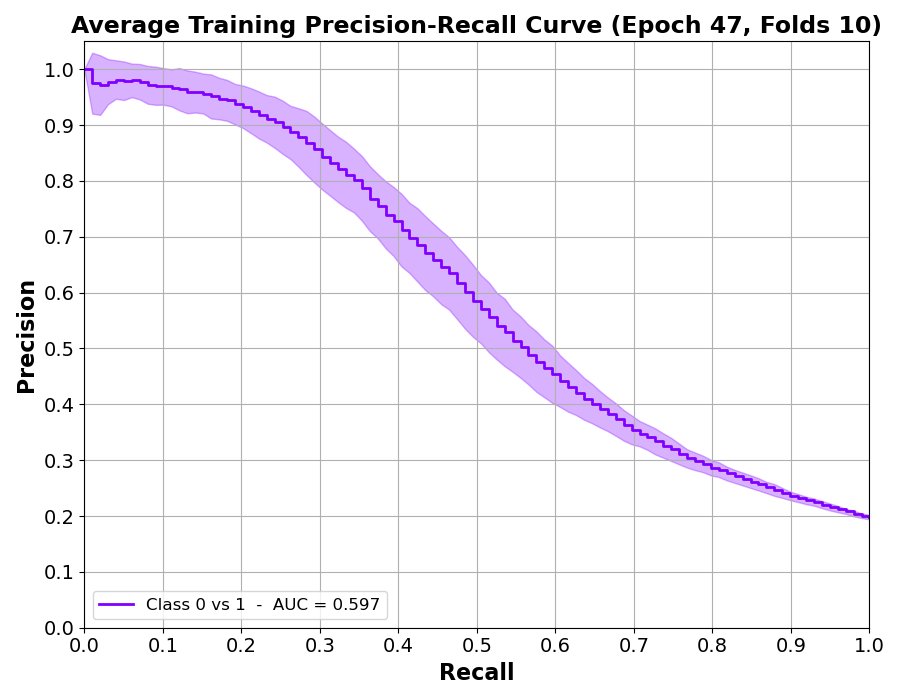 Average Training Precision-Recall Curve (Epoch 47, Folds 10)
Precision
1.0
0.9
0.8
0.7
0.6
0.5
0.4
0.3
0.2
0.1
0.0
Class 0 vs 1 - AUC = 0.597
0.0 0.1 0.2 0.3 0.4 0.5 0.6 0.7 0.8 0.9 1.0
Recall